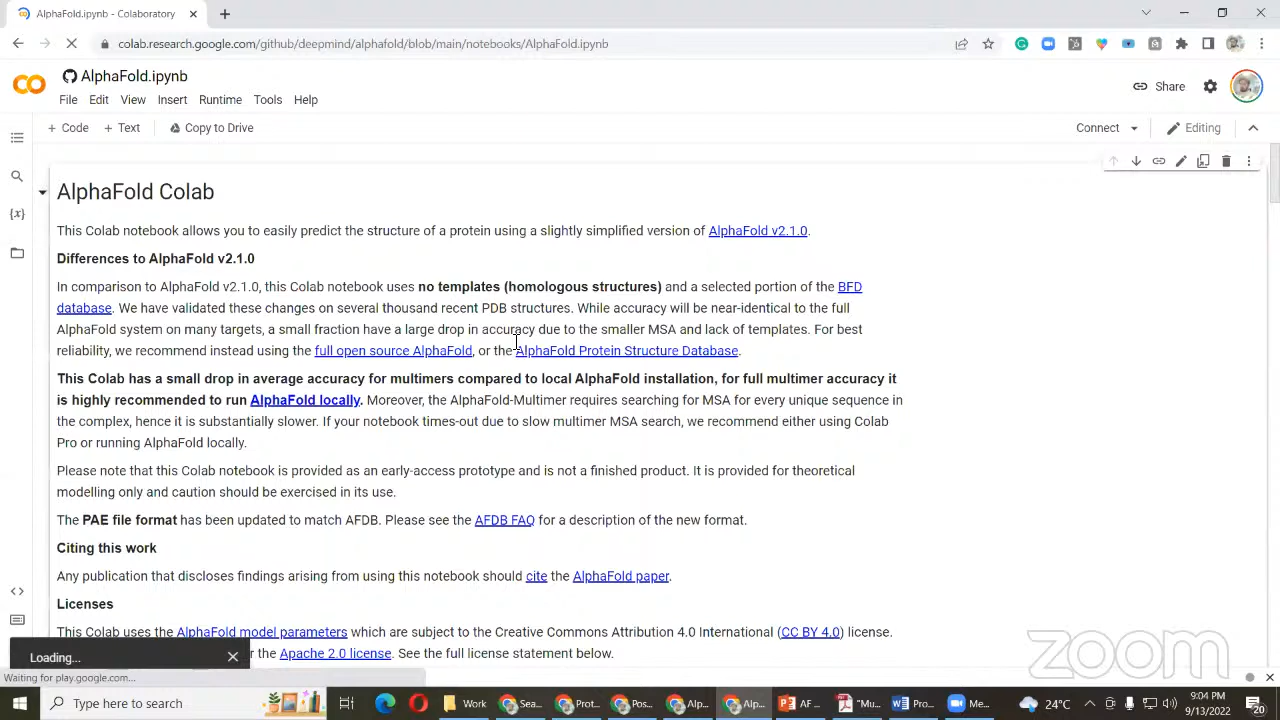 AlphaFold.ipynb - Colaboratory
colab.research.google.com/github/deepmind/alphafold/blob/main/notebooks/AlphaFold.ipynb
AlphaFold.ipynb
Share
File Edit View Insert Runtime Tools Help
+ Code + Text Copy to Drive
Connect
Editing
{x}
AlphaFold Colab
This Colab notebook allows you to easily predict the structure of a protein using a slightly simplified version of AlphaFold v2.1.0.
Differences to AlphaFold v2.1.0
In comparison to AlphaFold v2.1.0, this Colab notebook uses no templates (homologous structures) and a selected portion of the BFD
database. We have validated these changes on several thousand recent PDB structures. While accuracy will be near-identical to the full
AlphaFold system on many targets, a small fraction have a large drop in accuracy due to the smaller MSA and lack of templates. For best
reliability, we recommend instead using the full open source AlphaFold, or the AlphaFold Protein Structure Database.
This Colab has a small drop in average accuracy for multimers compared to local AlphaFold installation, for full multimer accuracy it
is highly recommended to run AlphaFold locally. Moreover, the AlphaFold-Multimer requires searching for MSA for every unique sequence in
the complex, hence it is substantially slower. If your notebook times-out due to slow multimer MSA search, we recommend either using Colab
Pro or running AlphaFold locally.
Please note that this Colab notebook is provided as an early-access prototype and is not a finished product. It is provided for theoretical
modelling only and caution should be exercised in its use.
The PAE file format has been updated to match AFDB. Please see the AFDB FAQ for a description of the new format.
Citing this work
Any publication that discloses findings arising from using this notebook should cite the AlphaFold paper.
Licenses
This Colab uses the AlphaFold model parameters which are subject to the Creative Commons Attribution 4.0 International (CC BY 4.0) license.
Loading...
the Apache 2.0 license. See the full license statement below.
zoom
Waiting for play.google.com...
Type here to search
Work
Sea...
Prot...
Pos...
Alp...
Alp...
AF ...
"Mu...
Pro...
Me...
24°C
9:04 PM
9/13/2022
20